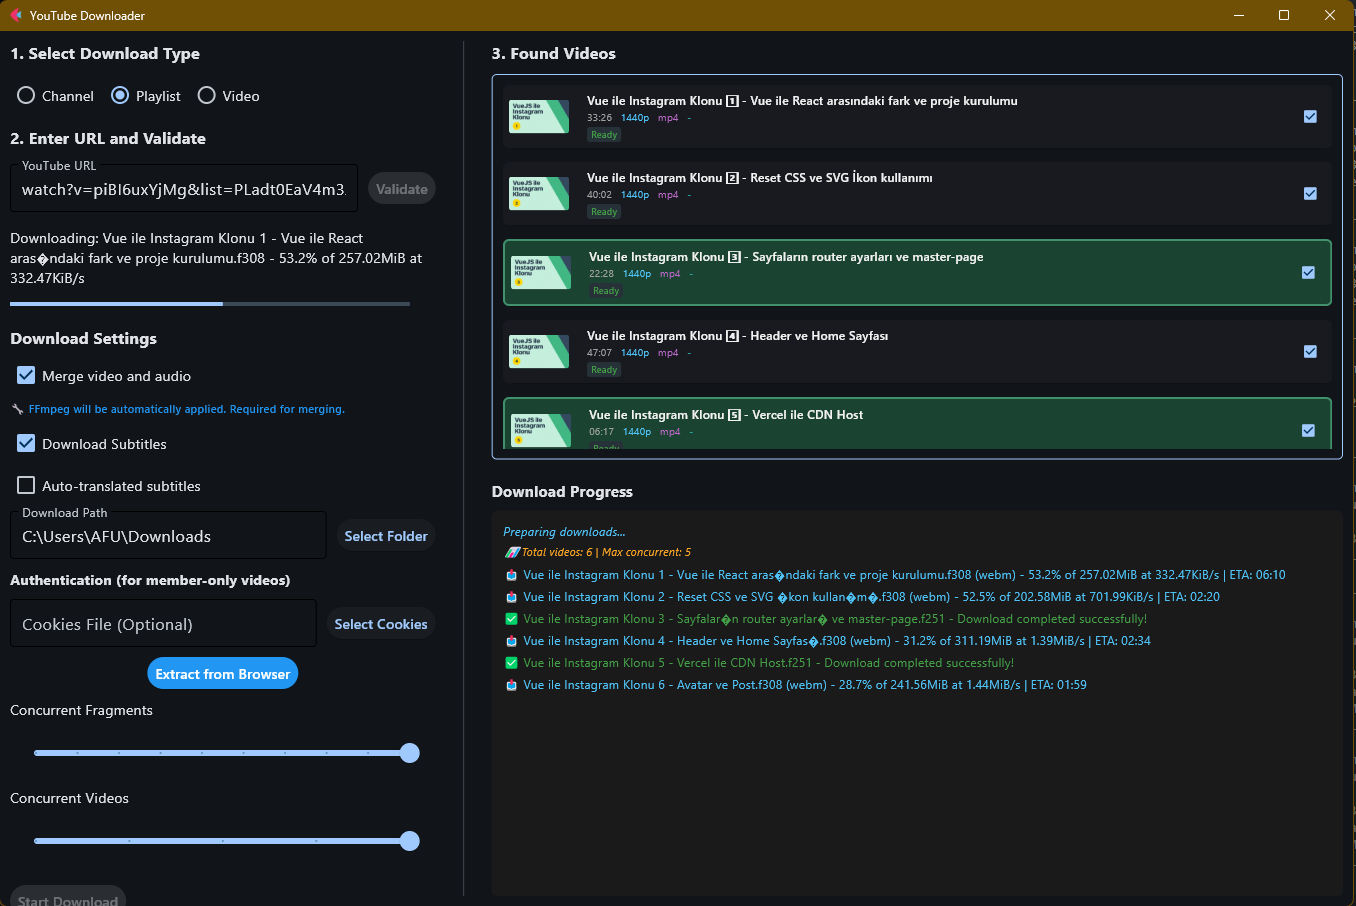 YouTube Downloader
1. Select Download Type
Channel
Playlist
Video
2. Enter URL and Validate
YouTube URL
watch?v=piBI6uxYjMg&list=PLadt0EaV4m3.
Validate
Downloading: Vue ile Instagram Klonu 1 - Vue ile React
aras�ndaki fark ve proje kurulumu.f308 - 53.2% of 257.02MiB at
332.47KiB/s
Download Settings
Merge video and audio
🔧 FFmpeg will be automatically applied. Required for merging.
Download Subtitles
Auto-translated subtitles
Download Path
C:\Users\AFU\Downloads
Select Folder
Authentication (for member-only videos)
Cookies File (Optional)
Select Cookies
Extract from Browser
Concurrent Fragments
Concurrent Videos
Start Download
3. Found Videos
VueJS ile
Instagram
Klonu
1
Vue ile Instagram Klonu 1️⃣ - Vue ile React arasındaki fark ve proje kurulumu
33:26 1440p mp4 -
Ready
VueJS ile
Instagram
Klonu
2
Vue ile Instagram Klonu 2️⃣ - Reset CSS ve SVG İkon kullanımı
40:02 1440p mp4 -
Ready
VueJS ile
Instagram
Klonu
3
Vue ile Instagram Klonu 3️⃣ - Sayfaların router ayarları ve master-page
22:28 1440p mp4 -
Ready
VueJS ile
Instagram
Klonu
4
Vue ile Instagram Klonu 4️⃣ - Header ve Home Sayfası
47:07 1440p mp4 -
Ready
VueJS ile
Instagram
Klonu
5
Vue ile Instagram Klonu 5️⃣ - Vercel ile CDN Host
06:17 1440p mp4 -
Ready
Download Progress
Preparing downloads...
Total videos: 6 | Max concurrent: 5
📥 Vue ile Instagram Klonu 1 - Vue ile React aras�ndaki fark ve proje kurulumu.f308 (webm) - 53.2% of 257.02MiB at 332.47KiB/s | ETA: 06:10
📥 Vue ile Instagram Klonu 2 - Reset CSS ve SVG �kon kullan�m�.f308 (webm) - 52.5% of 202.58MiB at 701.99KiB/s | ETA: 02:20
✅ Vue ile Instagram Klonu 3 - Sayfalar�n router ayarlar� ve master-page.f251 - Download completed successfully!
📥 Vue ile Instagram Klonu 4 - Header ve Home Sayfas�.f308 (webm) - 31.2% of 311.19MiB at 1.39MiB/s | ETA: 02:34
✅ Vue ile Instagram Klonu 5 - Vercel ile CDN Host.f251 - Download completed successfully!
📥 Vue ile Instagram Klonu 6 - Avatar ve Post.f308 (webm) - 28.7% of 241.56MiB at 1.44MiB/s | ETA: 01:59